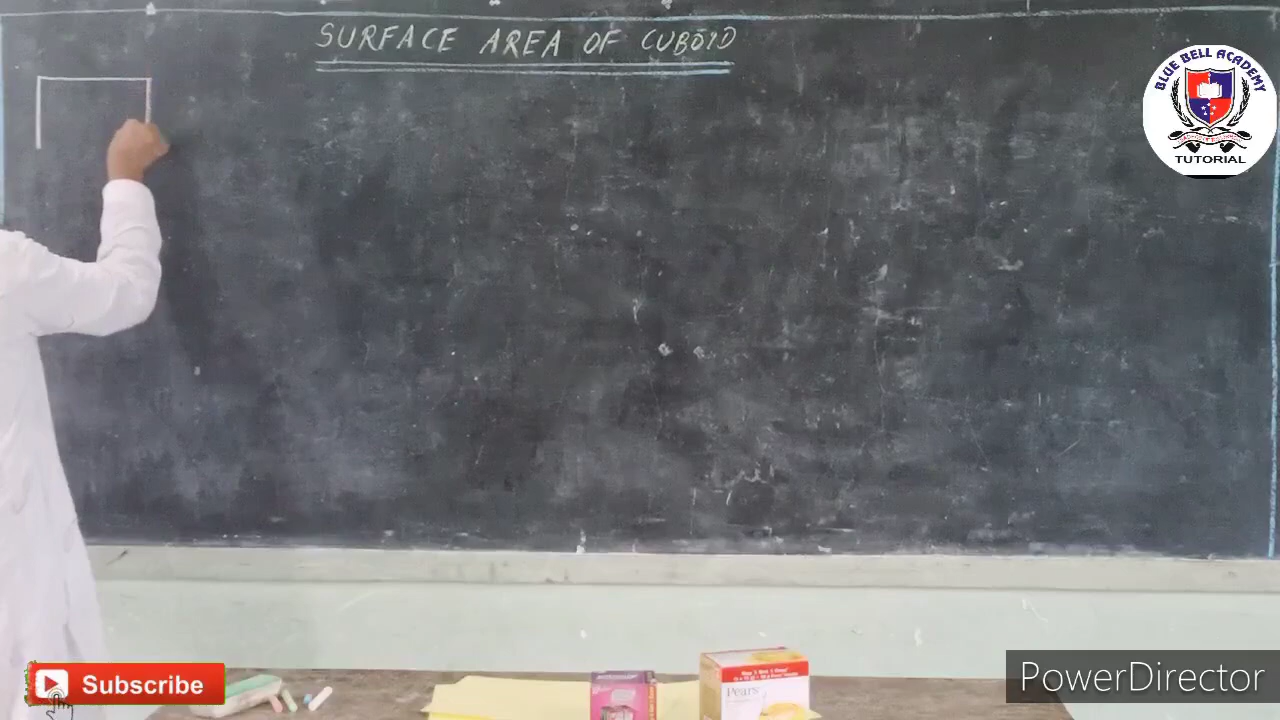 SURFACE AREA OF CUBOID
BLUE BELL ACADEMY
TUTORIAL
Subscribe
Pears
PowerDirector